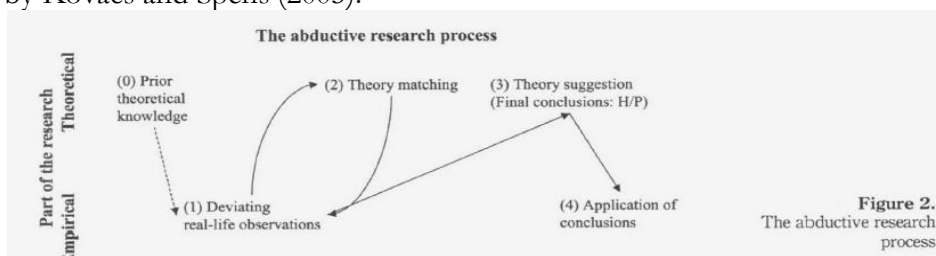 by Kovács and Spens (2005).
The abductive research process
Part of the research
Theoretical
Empirical
(0) Prior
theoretical
knowledge
(2) Theory matching
(3) Theory suggestion
(Final conclusions: H/P)
(1) Deviating
real-life observations
(4) Application of
conclusions
Figure 2.
The abductive research
process